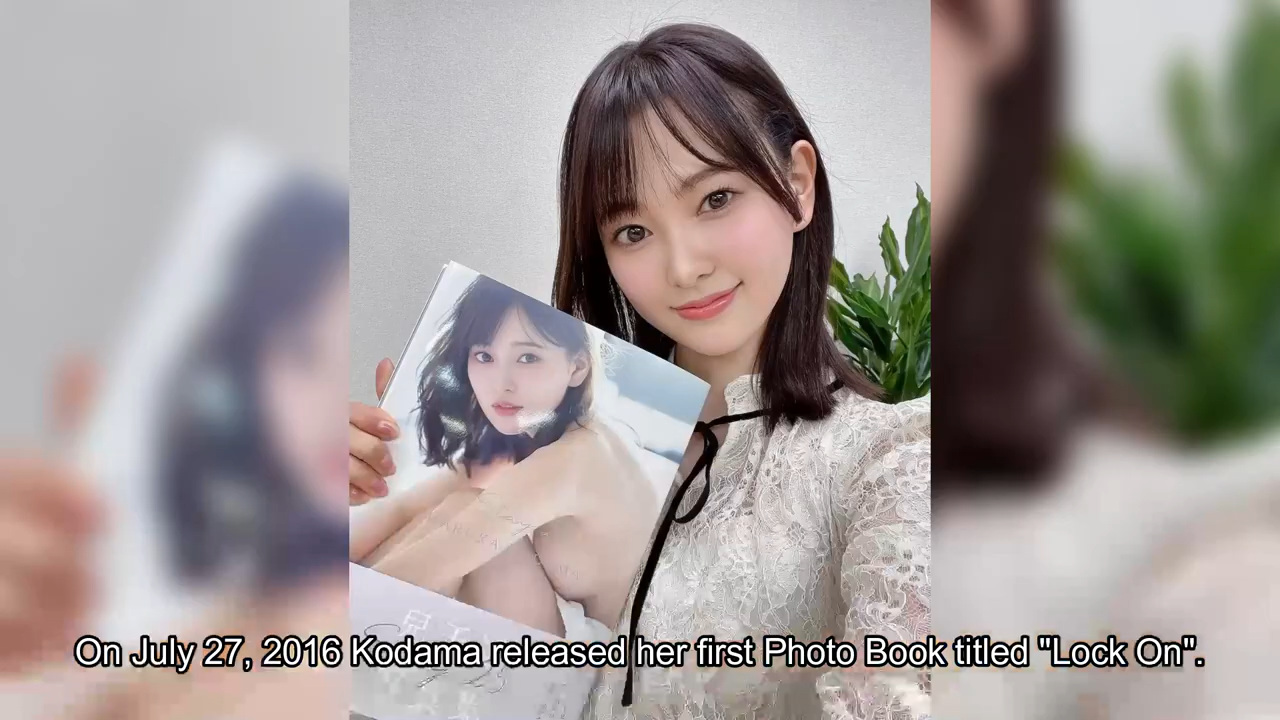 On July 27, 2016 Kodama released her first Photo Book titled "Lock On".